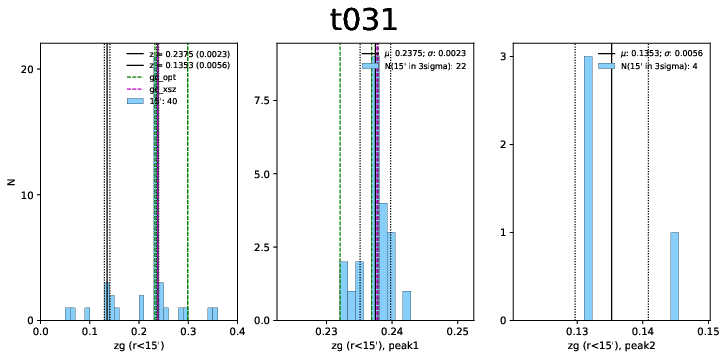 t031
z = 0.2375 (0.0023)
z = 0.1353 (0.0056)
gc_opt
gc_xsz
15': 40
N
20
10
0
0.0 0.1 0.2 0.3 0.4
zg (r<15')
μ: 0.2375; σ: 0.0023
N(15' in 3sigma): 22
7.5
5.0
2.5
0.0
0.23 0.24 0.25
zg (r<15'), peak1
μ: 0.1353; σ: 0.0056
N(15' in 3sigma): 4
3
2
1
0
0.13 0.14 0.15
zg (r<15'), peak2